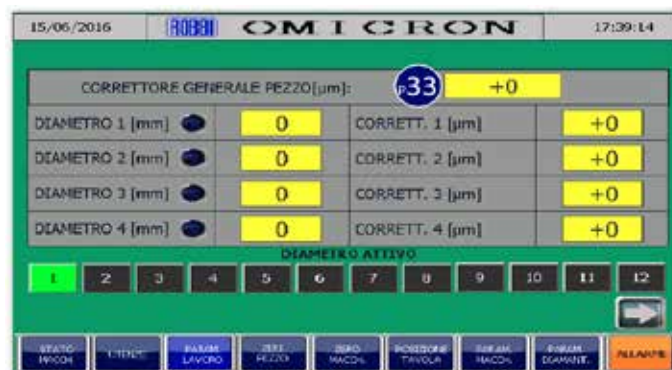 15/06/2016 ROBBI OMICRON 17:39:14
CORRETTORE GENERALE PEZZO[µm]: p33 +0
DIAMETRO 1 [mm] 0 CORRETT. 1 [µm] +0
DIAMETRO 2 [mm] 0 CORRETT. 2 [µm] +0
DIAMETRO 3 [mm] 0 CORRETT. 3 [µm] +0
DIAMETRO 4 [mm] 0 CORRETT. 4 [µm] +0
DIAMETRO ATTIVO
1 2 3 4 5 6 7 8 9 10 11 12
STATO MACCH. PARAM. LAVORO ZERI PEZZO ZERO MACCH. POSIZIONE TAVOLA PARAM. MACCH. PARAM. DIAMANT. ALLARMI